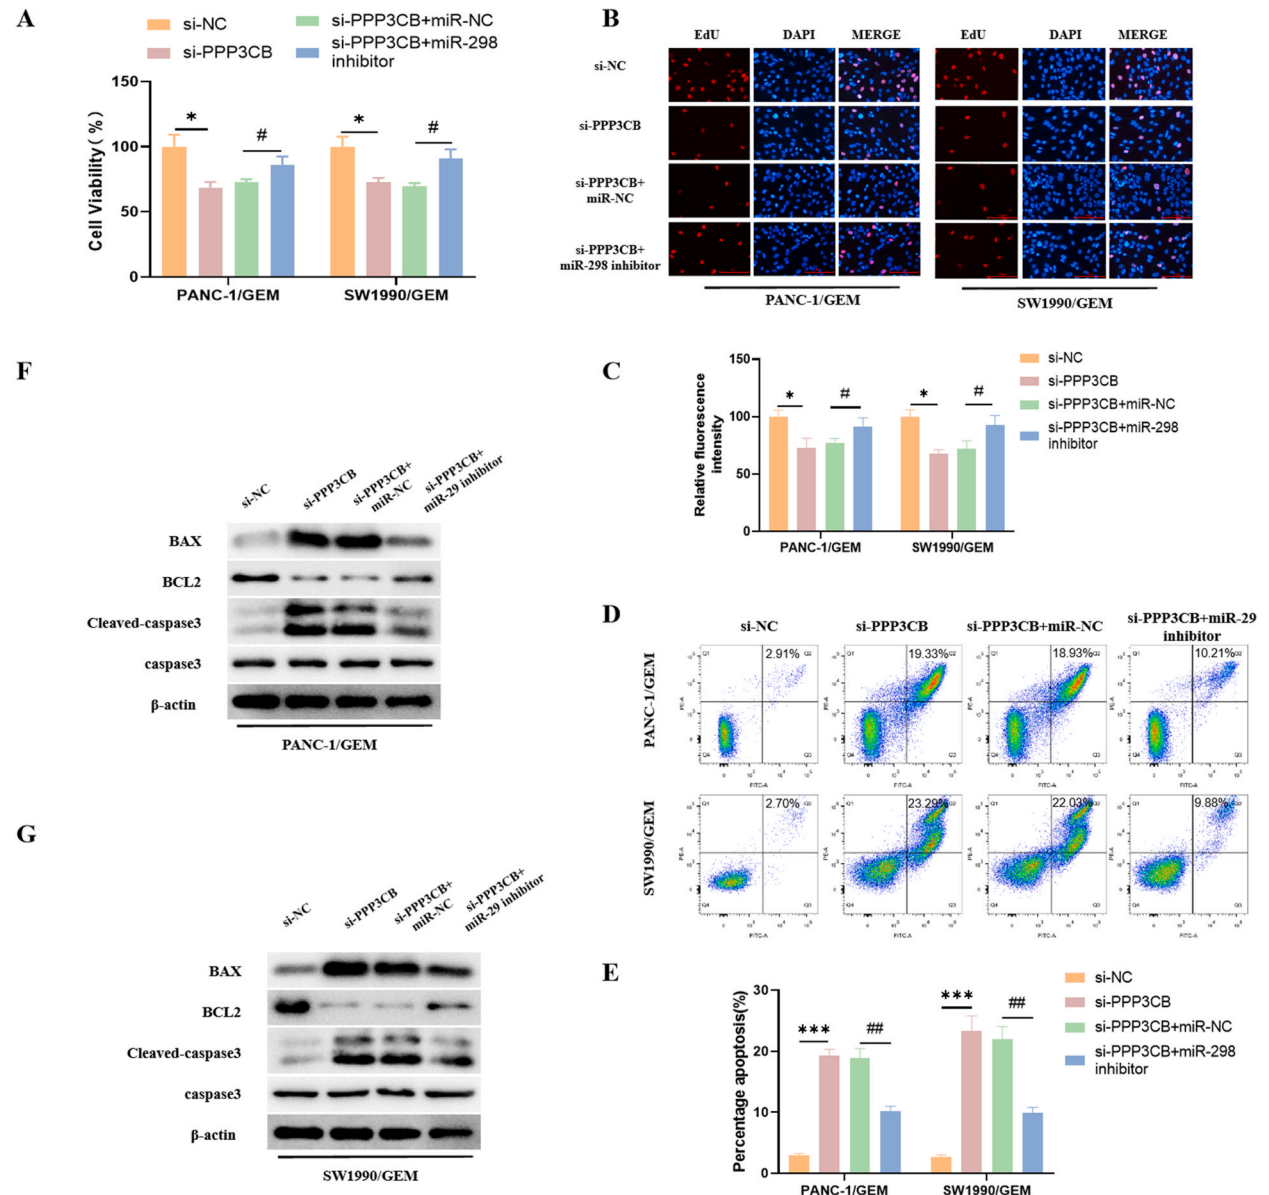 A
si-NC
si-PPP3CB
si-PPP3CB+miR-NC
si-PPP3CB+miR-298
inhibitor
Cell Viability (%)
150
100
50
0
*
#
*
#
PANC-1/GEM
SW1990/GEM
B
EdU
DAPI
MERGE
EdU
DAPI
MERGE
si-NC
si-PPP3CB
si-PPP3CB+
miR-NC
si-PPP3CB+
miR-298 inhibitor
PANC-1/GEM
SW1990/GEM
C
Relative fluorescence
intensity
150
100
50
0
*
#
*
#
PANC-1/GEM
SW1990/GEM
si-NC
si-PPP3CB
si-PPP3CB+miR-NC
si-PPP3CB+miR-298
inhibitor
F
si-NC
si-PPP3CB
si-PPP3CB+
miR-NC
si-PPP3CB+
miR-29 inhibitor
BAX
BCL2
Cleaved-caspase3
caspase3
β-actin
PANC-1/GEM
D
si-NC
si-PPP3CB
si-PPP3CB+miR-NC
si-PPP3CB+miR-29
inhibitor
PANC-1/GEM
2.91%
19.33%
18.93%
10.21%
SW1990/GEM
2.70%
23.29%
22.03%
9.88%
PE-A
FITC-A
G
si-NC
si-PPP3CB
si-PPP3CB+
miR-NC
si-PPP3CB+
miR-29 inhibitor
BAX
BCL2
Cleaved-caspase3
caspase3
β-actin
SW1990/GEM
E
Percentage apoptosis(%)
30
20
10
0
***
##
***
##
PANC-1/GEM
SW1990/GEM
si-NC
si-PPP3CB
si-PPP3CB+miR-NC
si-PPP3CB+miR-298
inhibitor